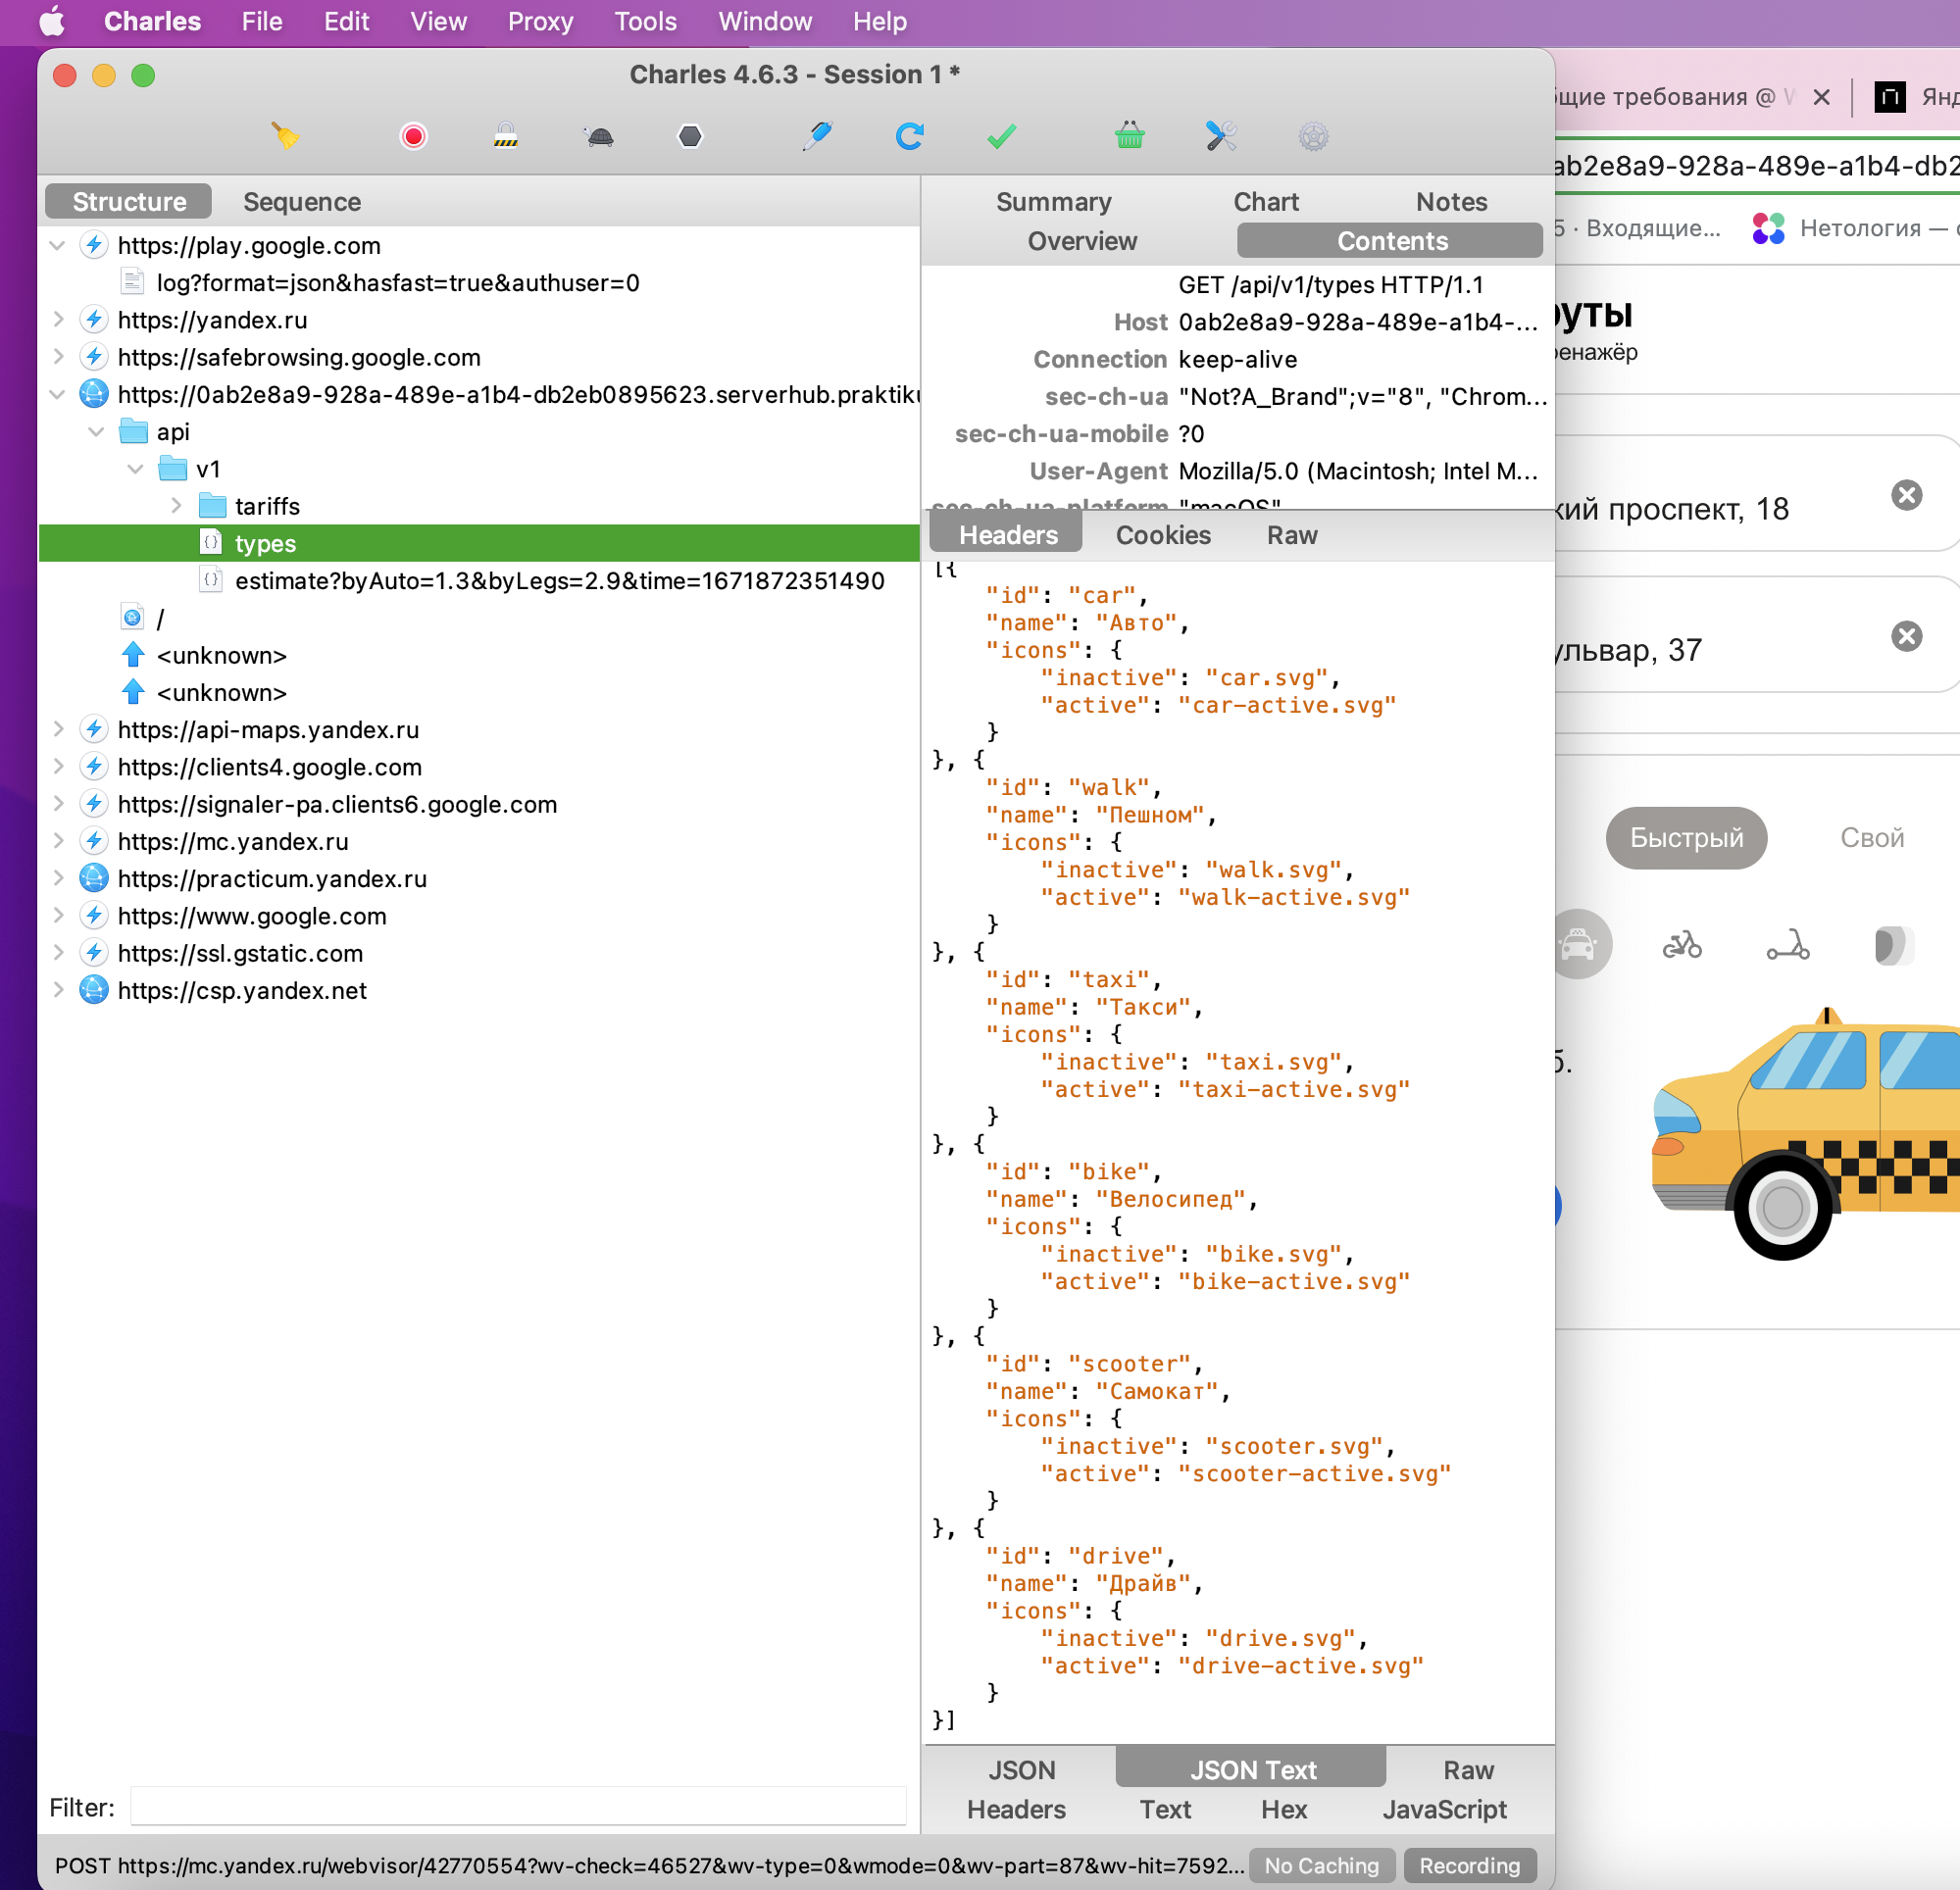 Charles File Edit View Proxy Tools Window Help
Charles 4.6.3 - Session 1 *
Structure Sequence
https://play.google.com
log?format=json&hasfast=true&authuser=0
https://yandex.ru
https://safebrowsing.google.com
https://0ab2e8a9-928a-489e-a1b4-db2eb0895623.serverhub.praktiku
api
v1
tariffs
types
estimate?byAuto=1.3&byLegs=2.9&time=1671872351490
/
<unknown>
<unknown>
https://api-maps.yandex.ru
https://clients4.google.com
https://signaler-pa.clients6.google.com
https://mc.yandex.ru
https://practicum.yandex.ru
https://www.google.com
https://ssl.gstatic.com
https://csp.yandex.net
Filter:
Summary Chart Notes
Overview Contents
GET /api/v1/types HTTP/1.1
Host 0ab2e8a9-928a-489e-a1b4-...
Connection keep-alive
sec-ch-ua "Not?A_Brand";v="8", "Chrom...
sec-ch-ua-mobile ?0
User-Agent Mozilla/5.0 (Macintosh; Intel M...
sec-ch-ua-platform "macOS"
Headers Cookies Raw
[{
"id": "car",
"name": "Авто",
"icons": {
"inactive": "car.svg",
"active": "car-active.svg"
}
}, {
"id": "walk",
"name": "Пешном",
"icons": {
"inactive": "walk.svg",
"active": "walk-active.svg"
}
}, {
"id": "taxi",
"name": "Такси",
"icons": {
"inactive": "taxi.svg",
"active": "taxi-active.svg"
}
}, {
"id": "bike",
"name": "Велосипед",
"icons": {
"inactive": "bike.svg",
"active": "bike-active.svg"
}
}, {
"id": "scooter",
"name": "Самокат",
"icons": {
"inactive": "scooter.svg",
"active": "scooter-active.svg"
}
}, {
"id": "drive",
"name": "Драйв",
"icons": {
"inactive": "drive.svg",
"active": "drive-active.svg"
}
}]
JSON JSON Text Raw
Headers Text Hex JavaScript
POST https://mc.yandex.ru/webvisor/42770554?wv-check=46527&wv-type=0&wmode=0&wv-part=87&wv-hit=7592... No Caching Recording
бщие требования @ Янд
ab2e8a9-928a-489e-a1b4-db2
5 · Входящие... Нетология —
руты
ренажёр
кий проспект, 18
ульвар, 37
Быстрый Свой
б.